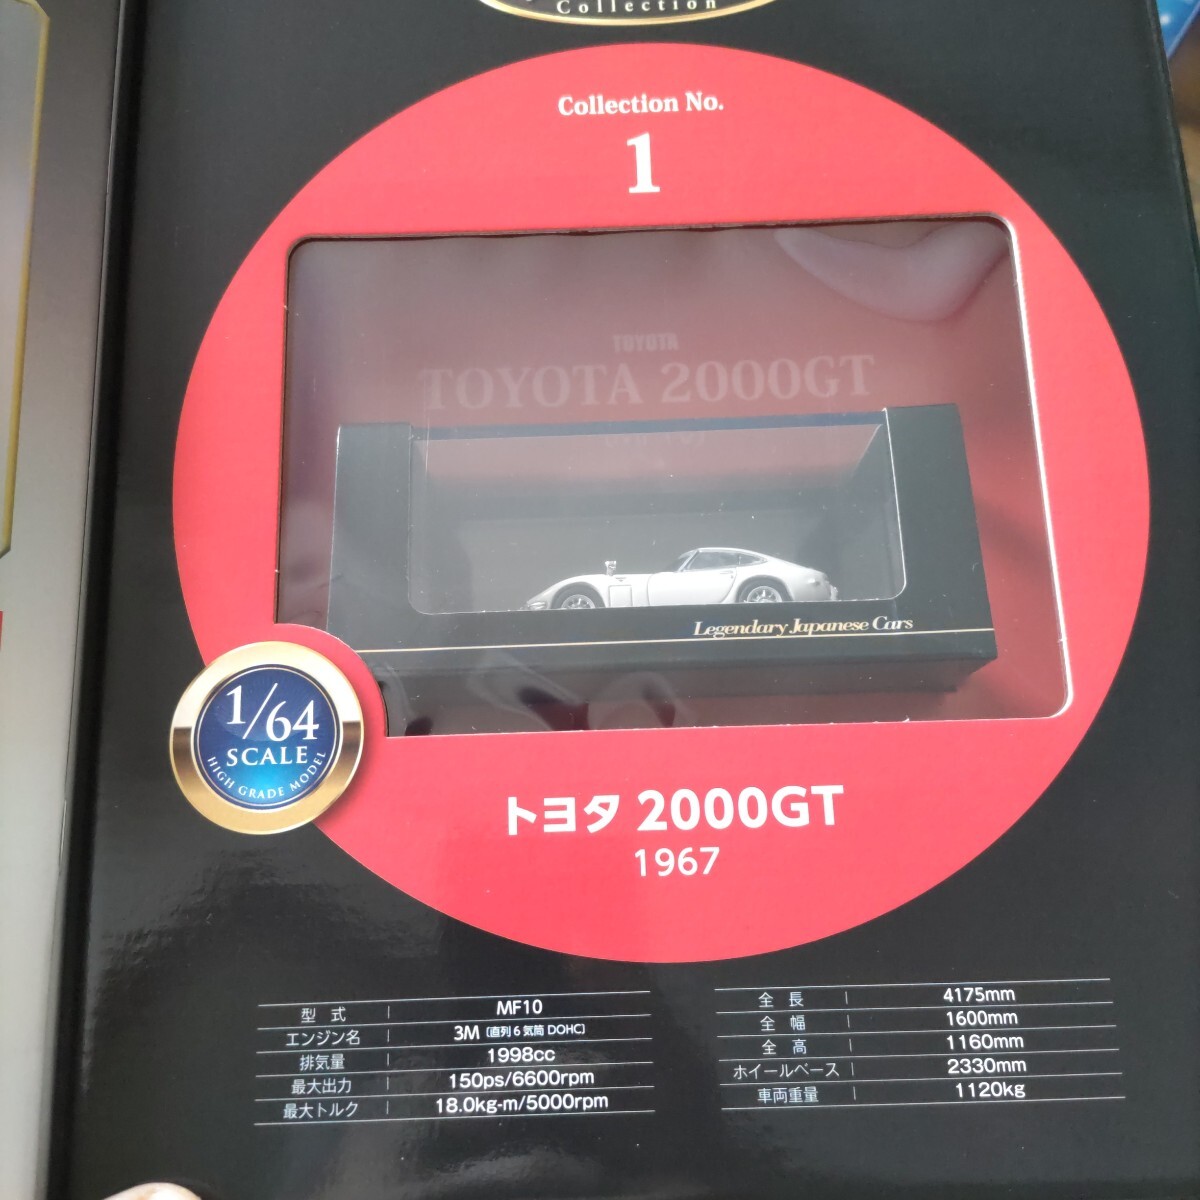 Collection
Collection No.
1
TOYOTA
TOYOTA 2000GT
Legendary Japanese Cars
1/64
SCALE
HIGH GRADE MODEL
トヨタ 2000GT
1967
型 式 MF10
エンジン名 3M (直列6気筒 DOHC)
排気量 1998cc
最大出力 150ps/6600rpm
最大トルク 18.0kg-m/5000rpm
全 長 4175mm
全 幅 1600mm
全 高 1160mm
ホイールベース 2330mm
車両重量 1120kg